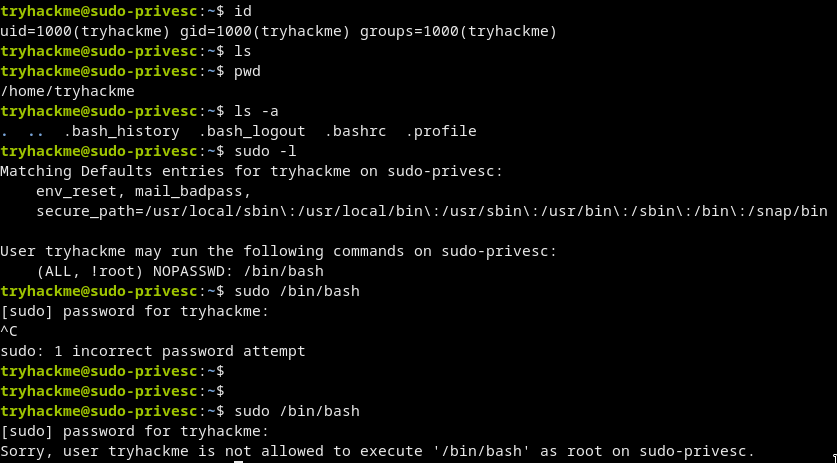 tryhackme@sudo-privesc:~$ id
uid=1000(tryhackme) gid=1000(tryhackme) groups=1000(tryhackme)
tryhackme@sudo-privesc:~$ ls
tryhackme@sudo-privesc:~$ pwd
/home/tryhackme
tryhackme@sudo-privesc:~$ ls -a
.  ..  .bash_history  .bash_logout  .bashrc  .profile
tryhackme@sudo-privesc:~$ sudo -l
Matching Defaults entries for tryhackme on sudo-privesc:
    env_reset, mail_badpass,
    secure_path=/usr/local/sbin\:/usr/local/bin\:/usr/sbin\:/usr/bin\:/sbin\:/bin\:/snap/bin

User tryhackme may run the following commands on sudo-privesc:
    (ALL, !root) NOPASSWD: /bin/bash
tryhackme@sudo-privesc:~$ sudo /bin/bash
[sudo] password for tryhackme:
^C
sudo: 1 incorrect password attempt
tryhackme@sudo-privesc:~$
tryhackme@sudo-privesc:~$
tryhackme@sudo-privesc:~$ sudo /bin/bash
[sudo] password for tryhackme:
Sorry, user tryhackme is not allowed to execute '/bin/bash' as root on sudo-privesc.